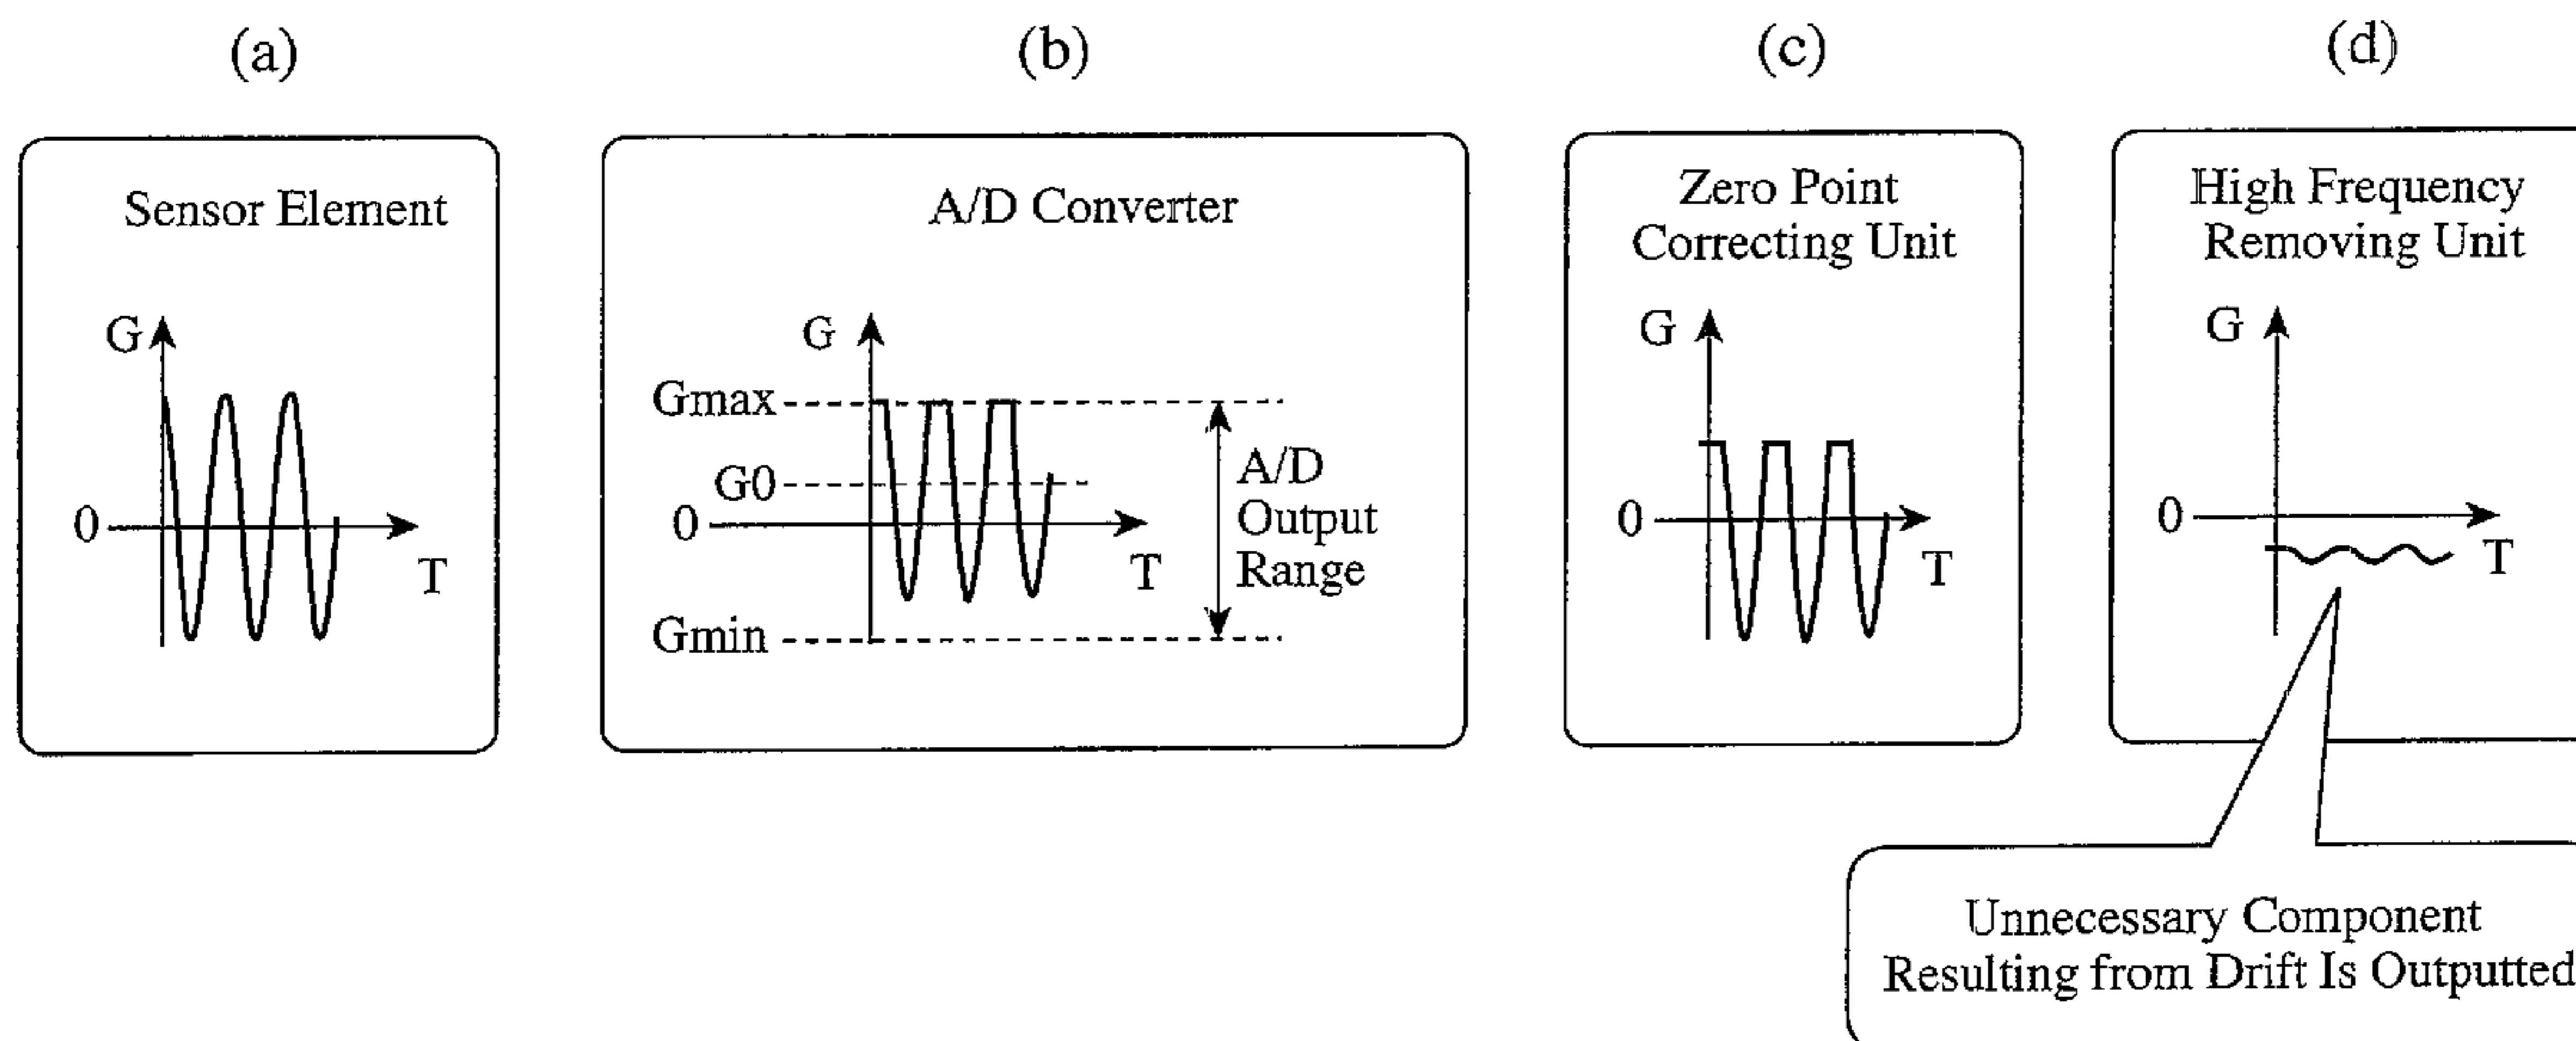 (a)
(b)
(c)
(d)
Sensor Element
G
0
T
A/D Converter
G
Gmax
G0
0
Gmin
T
A/D
Output
Range
Zero Point
Correcting Unit
G
0
T
High Frequency
Removing Unit
G
0
T
Unnecessary Component
Resulting from Drift Is Outputted